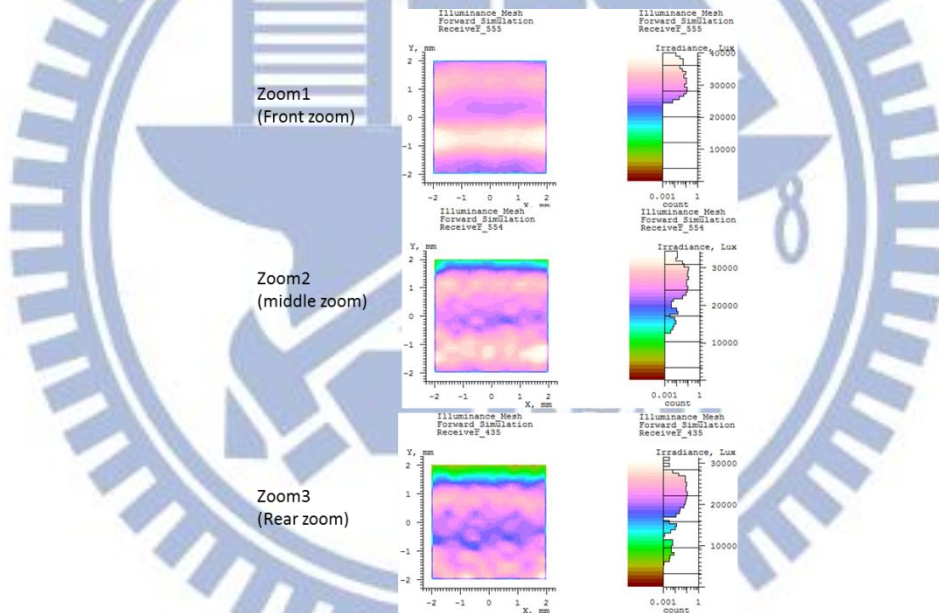 Illuminance_Mesh
Forward_Simulation
ReceiveF_555
Illuminance_Mesh
Forward_Simulation
ReceiveF_555
Zoom1
(Front zoom)
Y, mm
2
1
0
-1
-2
-2 -1 0 1 2
X, mm
Irradiance, Lux
40000
30000
20000
10000
0.001 1
count
Illuminance_Mesh
Forward_Simulation
ReceiveF_554
Illuminance_Mesh
Forward_Simulation
ReceiveF_554
Zoom2
(middle zoom)
Y, mm
2
1
0
-1
-2
-2 -1 0 1 2
X, mm
Irradiance, Lux
30000
20000
10000
0.001 1
count
Illuminance_Mesh
Forward_Simulation
ReceiveF_435
Illuminance_Mesh
Forward_Simulation
ReceiveF_435
Zoom3
(Rear zoom)
Y, mm
2
1
0
-1
-2
-2 -1 0 1 2
X, mm
Irradiance, Lux
30000
20000
10000
0.001 1
count